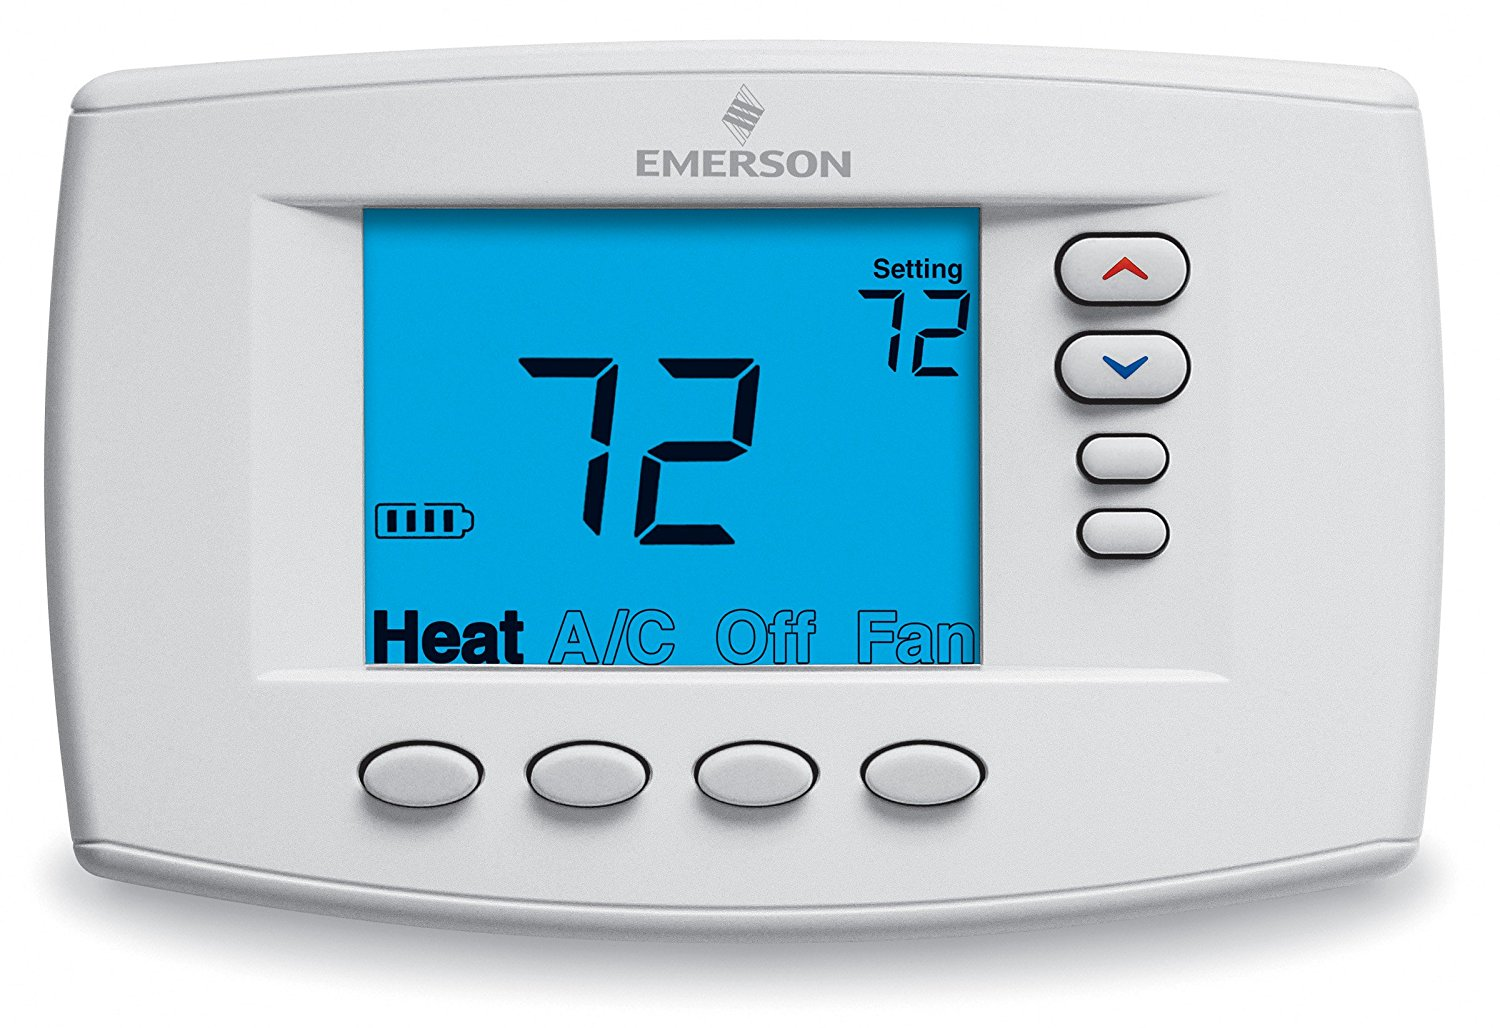 EMERSON
Setting
72
72
Heat A/C Off Fan